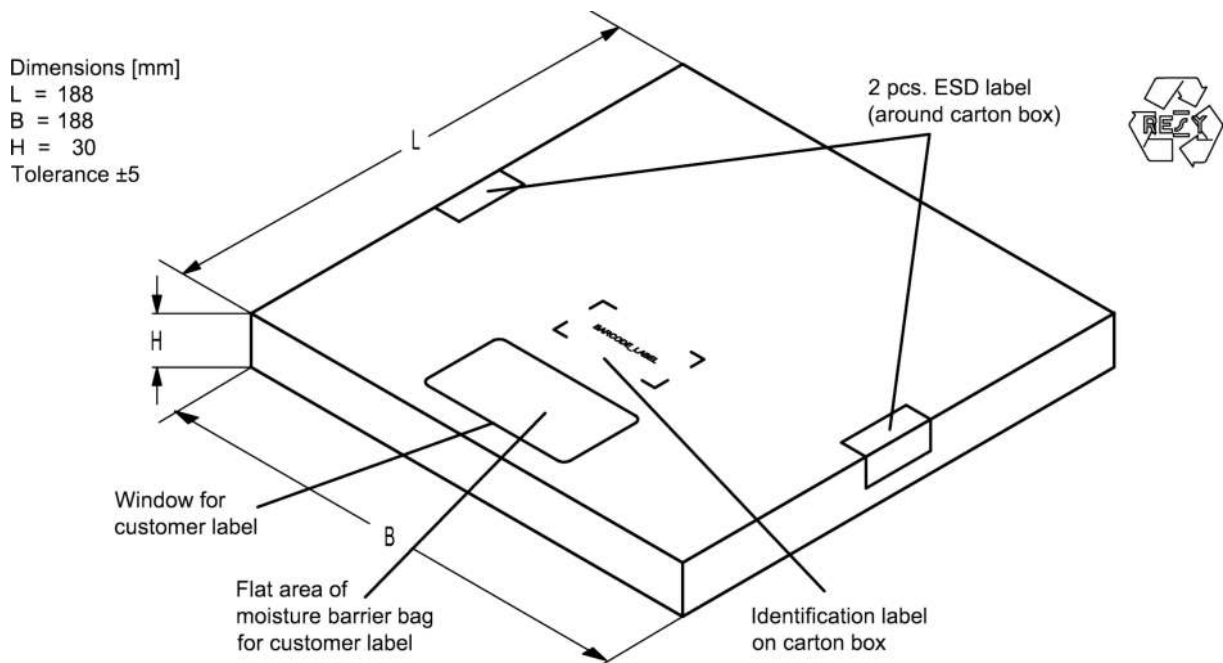 Dimensions [mm]
L = 188
B = 188
H = 30
Tolerance ±5
L
2 pcs. ESD label
(around carton box)
RESY
H
BARCODE_LABEL
Window for
customer label
B
Flat area of
moisture barrier bag
for customer label
Identification label
on carton box